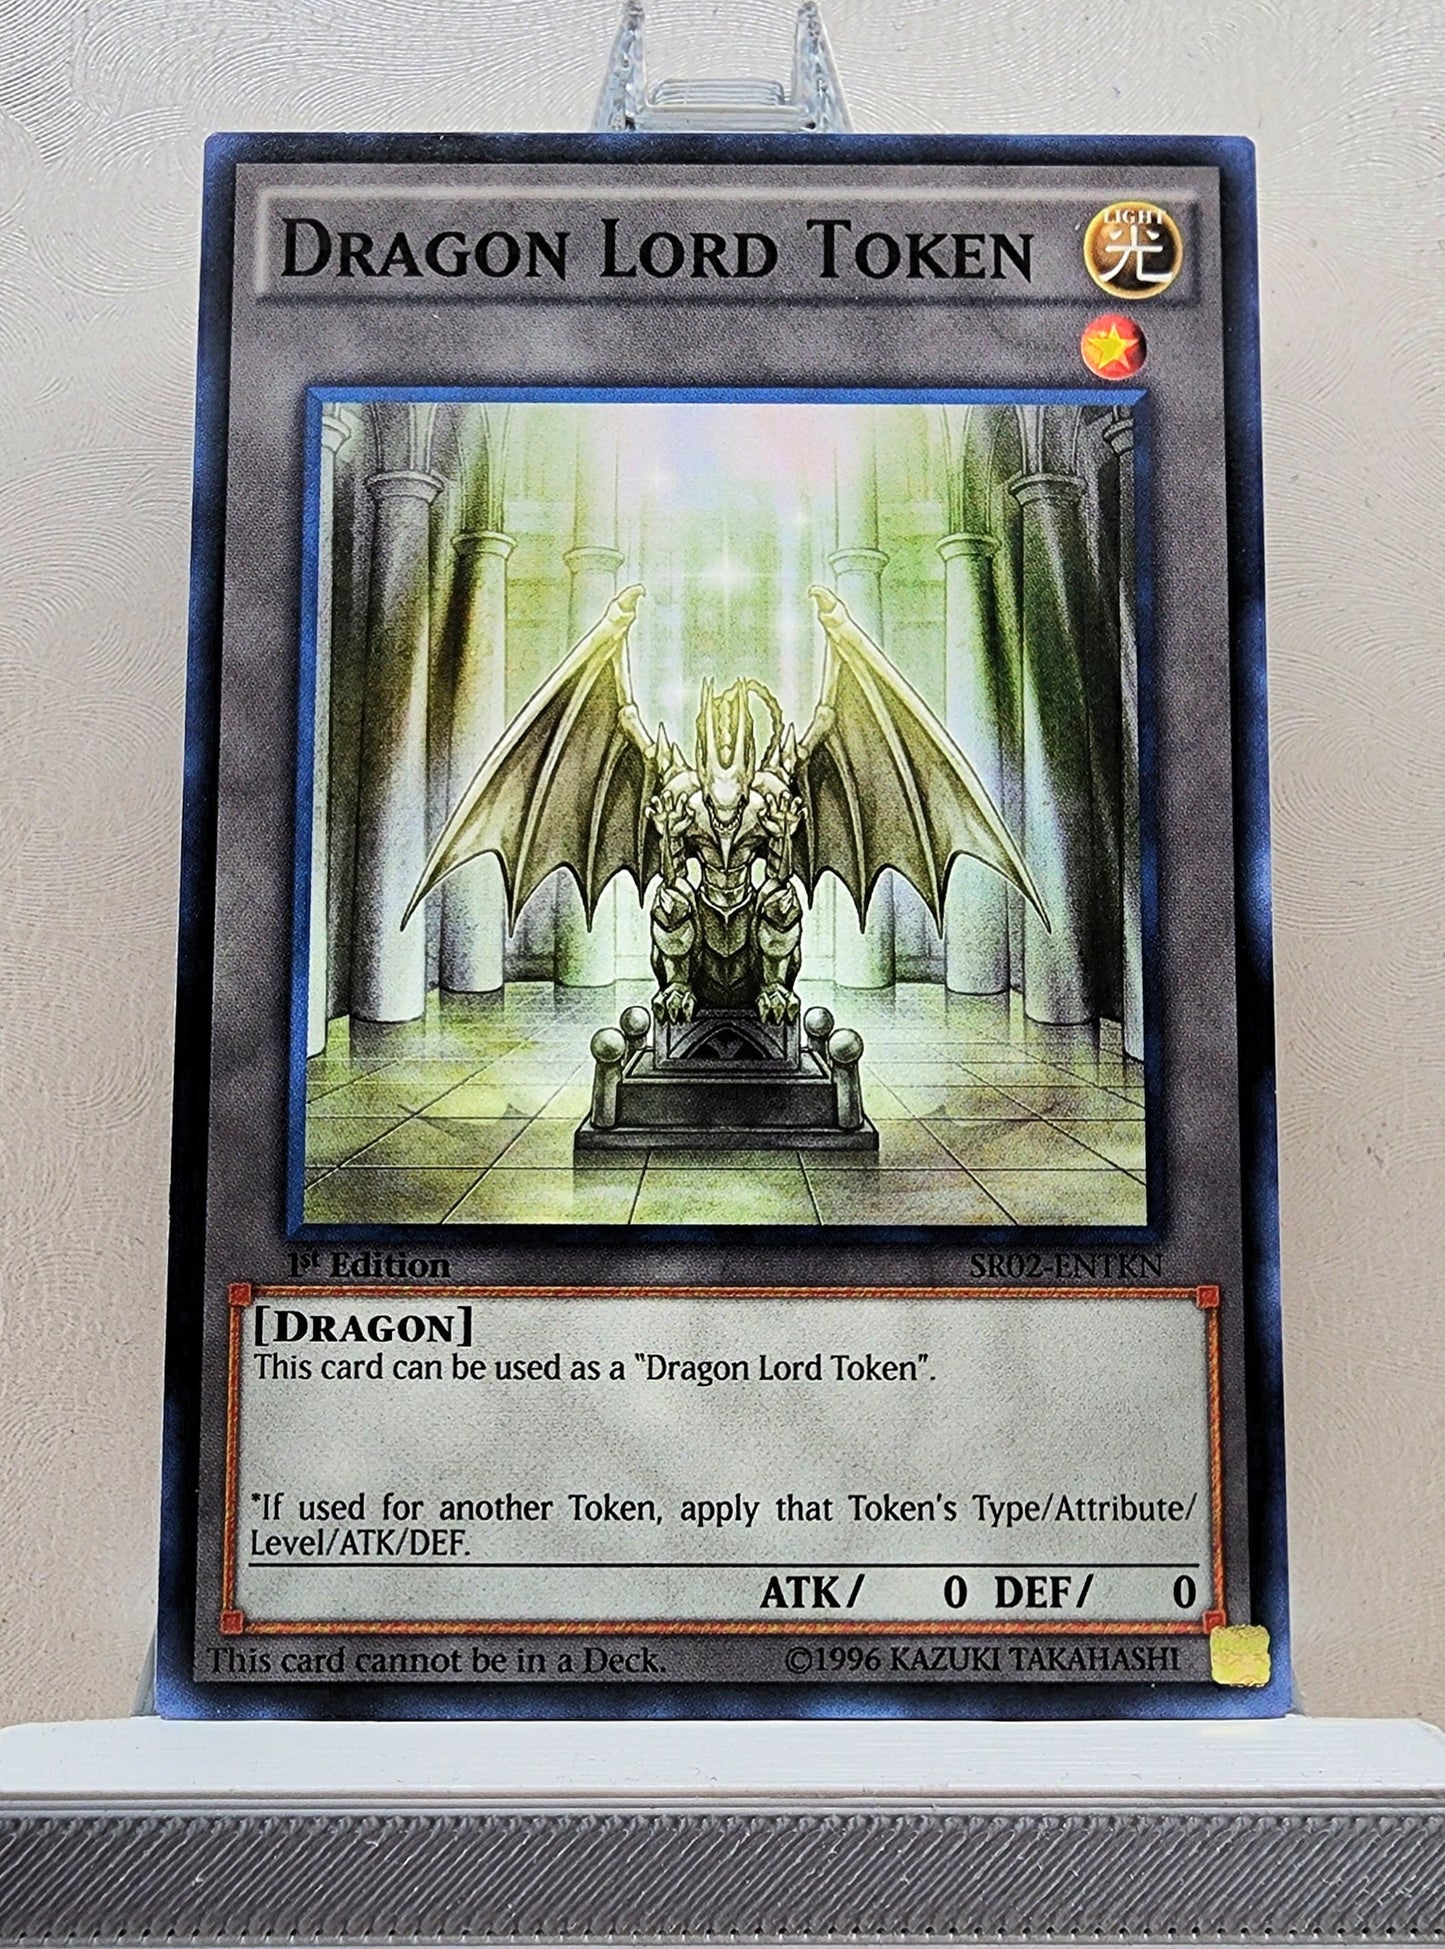 DRAGON LORD TOKEN
LIGHT
光
1st Edition
SR02-ENTKN
[DRAGON]
This card can be used as a "Dragon Lord Token".
*If used for another Token, apply that Token's Type/Attribute/
Level/ATK/DEF.
ATK/ 0 DEF/ 0
This card cannot be in a Deck.
©1996 KAZUKI TAKAHASHI